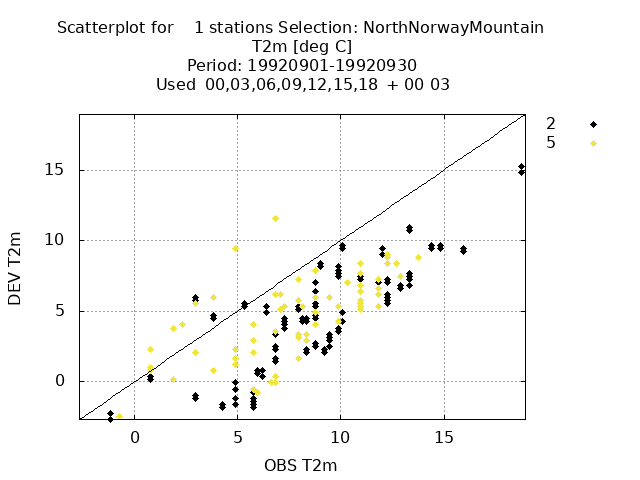 Scatterplot for    1 stations Selection: NorthNorwayMountain
T2m [deg C]
Period: 19920901-19920930
Used  00,03,06,09,12,15,18  + 00 03
2
5
15
10
5
0
DEV T2m
0
5
10
15
OBS T2m